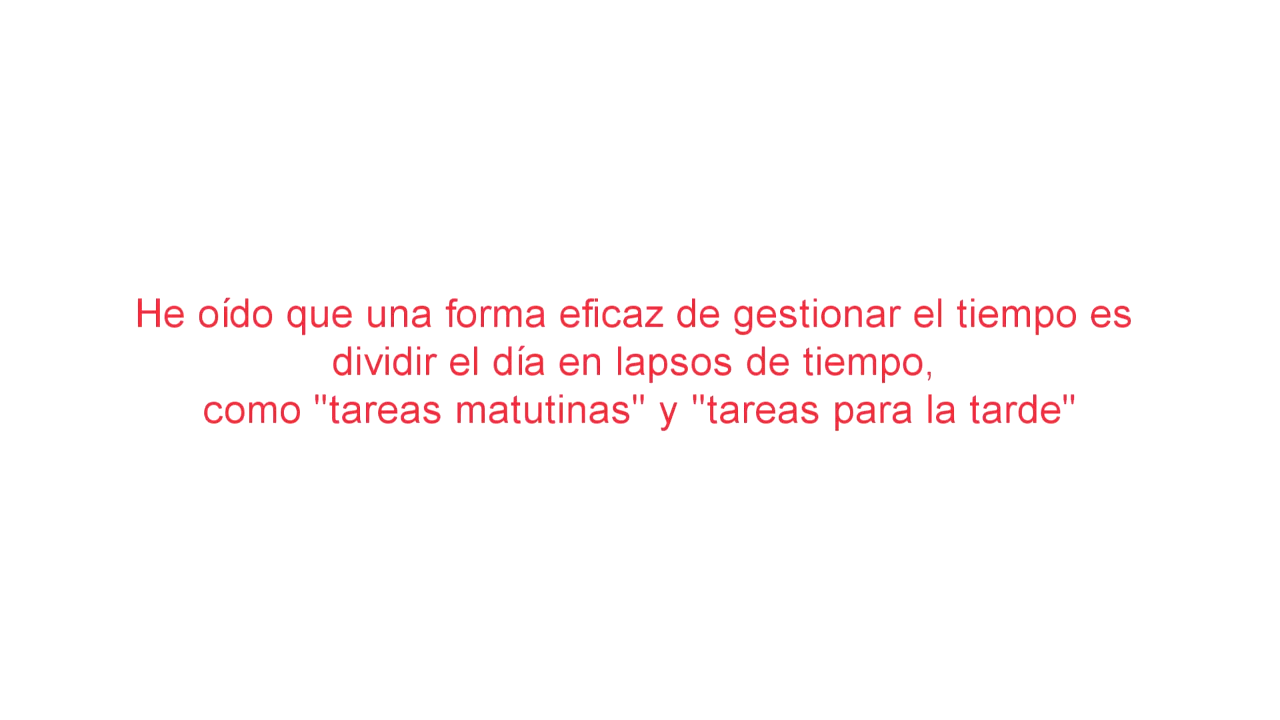 He oído que una forma eficaz de gestionar el tiempo es
dividir el día en lapsos de tiempo,
como "tareas matutinas" y "tareas para la tarde"